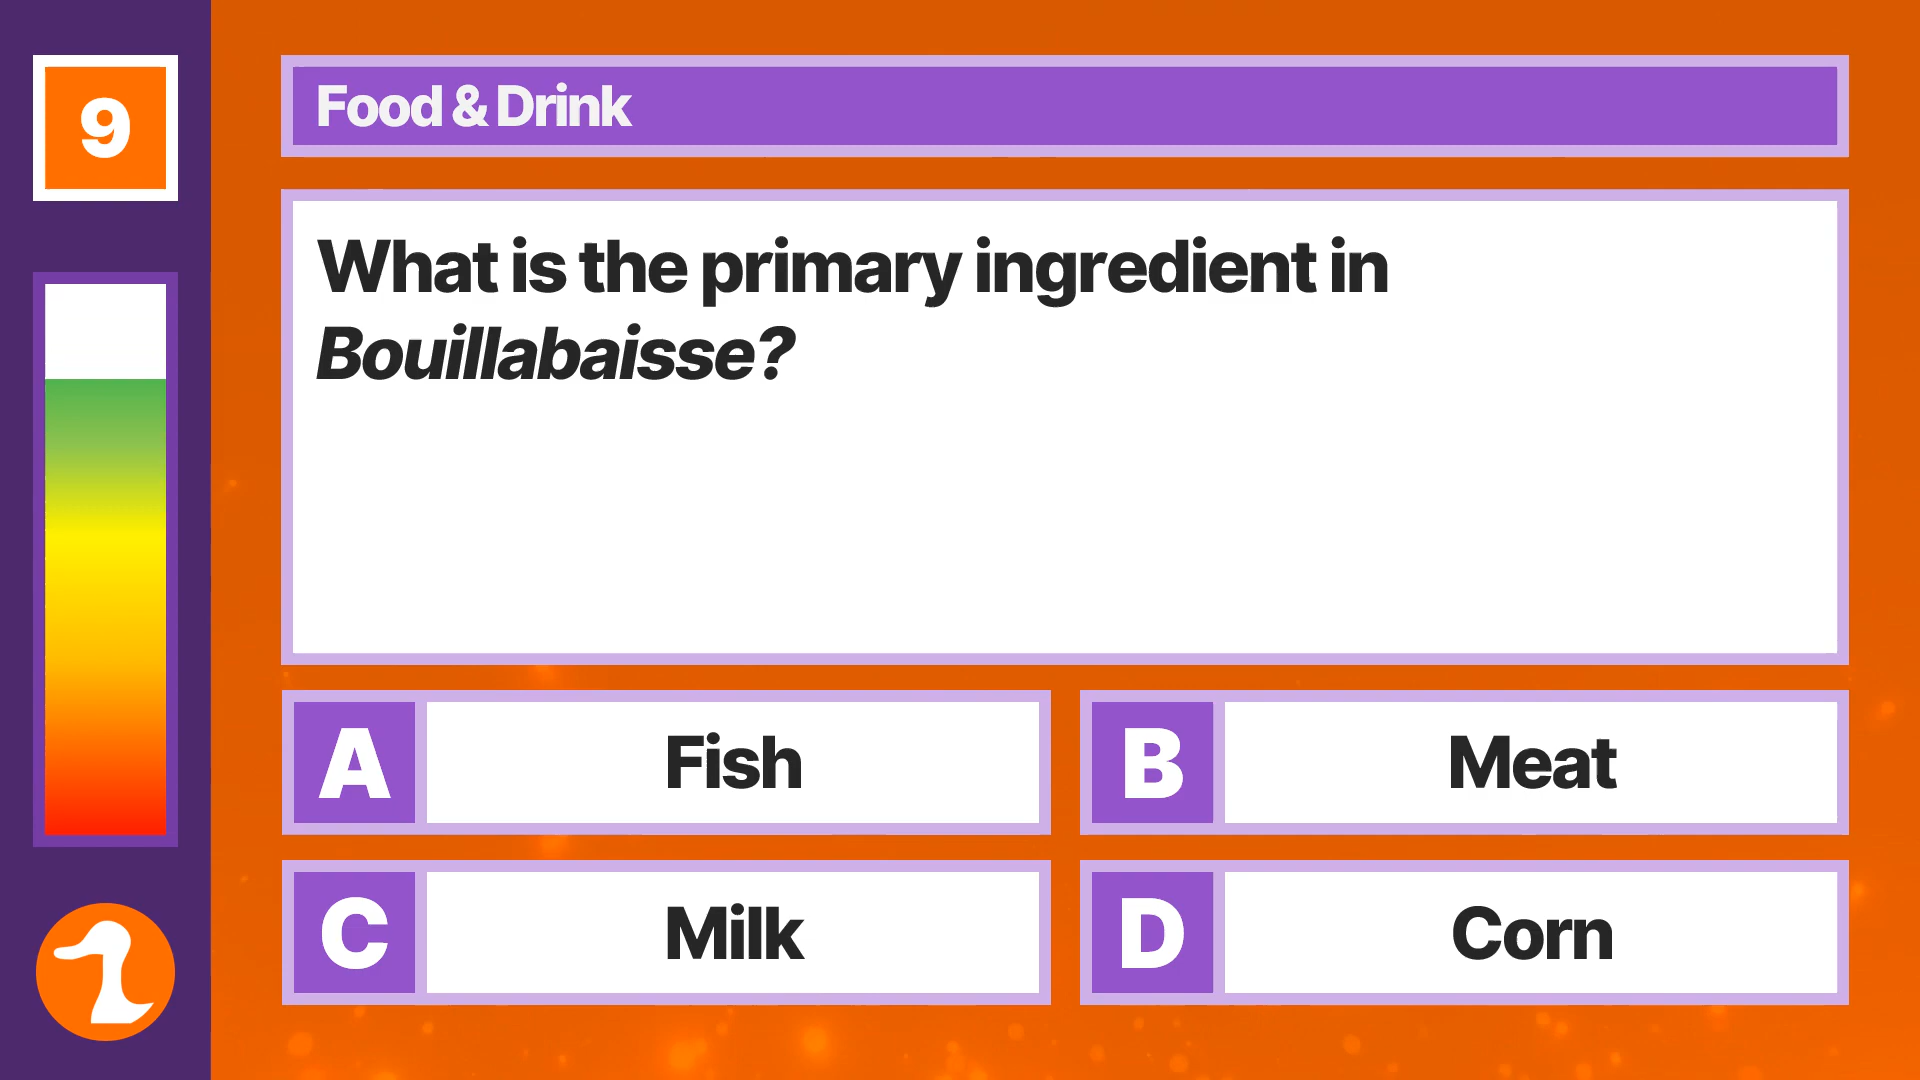 9
Food & Drink
What is the primary ingredient in
Bouillabaisse?
A Fish
B Meat
C Milk
D Corn